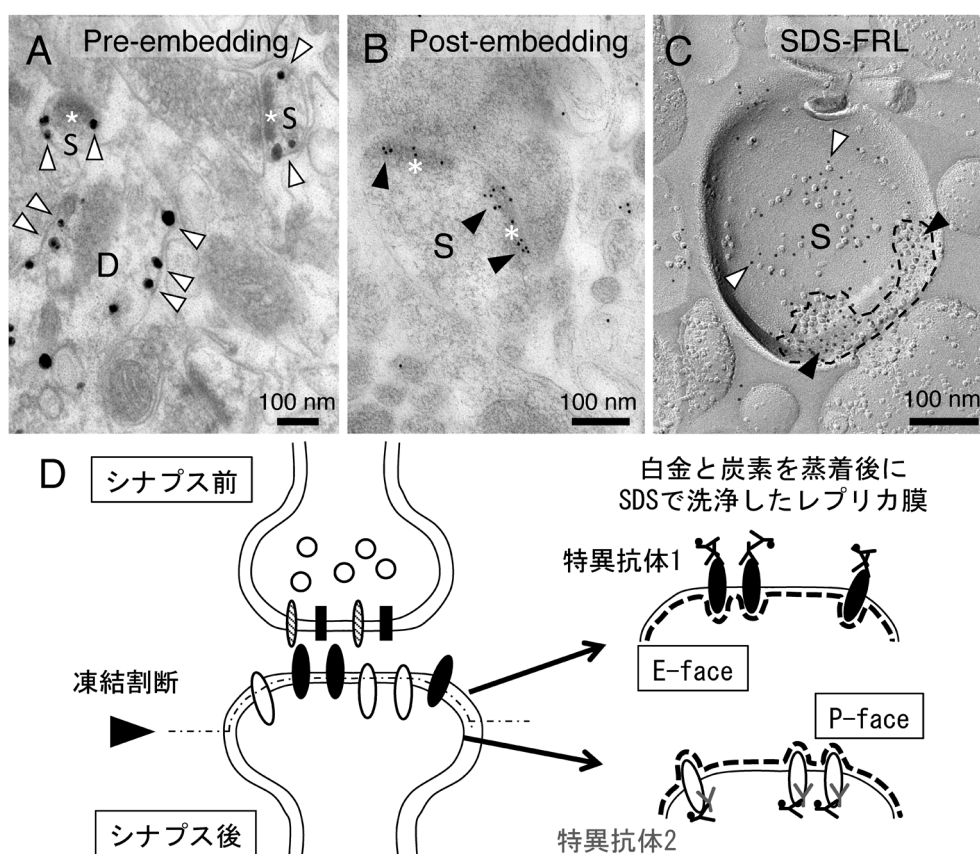 A Pre-embedding
S
S
D
100 nm
B Post-embedding
S
100 nm
C SDS-FRL
S
100 nm
D
シナプス前
凍結割断
シナプス後
白金と炭素を蒸着後に
SDSで洗浄したレプリカ膜
特異抗体1
E-face
P-face
特異抗体2